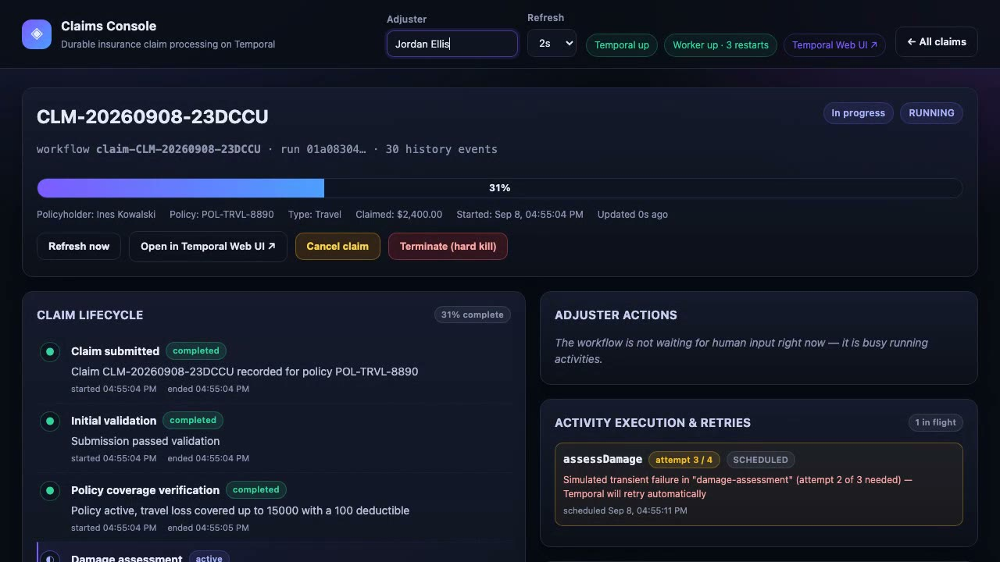 Claims Console
Durable insurance claim processing on Temporal
Adjuster
Jordan Ellis
Refresh
2s
Temporal up
Worker up · 3 restarts
Temporal Web UI ↗
← All claims
CLM-20260908-23DCCU
In progress
RUNNING
workflow claim-CLM-20260908-23DCCU · run 01a08304… · 30 history events
31%
Policyholder: Ines Kowalski Policy: POL-TRVL-8890 Type: Travel Claimed: $2,400.00 Started: Sep 8, 04:55:04 PM Updated 0s ago
Refresh now
Open in Temporal Web UI ↗
Cancel claim
Terminate (hard kill)
CLAIM LIFECYCLE
31% complete
Claim submitted completed
Claim CLM-20260908-23DCCU recorded for policy POL-TRVL-8890
started 04:55:04 PM ended 04:55:04 PM
Initial validation completed
Submission passed validation
started 04:55:04 PM ended 04:55:04 PM
Policy coverage verification completed
Policy active, travel loss covered up to 15000 with a 100 deductible
started 04:55:04 PM ended 04:55:05 PM
Damage assessment active
ADJUSTER ACTIONS
The workflow is not waiting for human input right now — it is busy running
activities.
ACTIVITY EXECUTION & RETRIES
1 in flight
assessDamage attempt 3 / 4 SCHEDULED
Simulated transient failure in "damage-assessment" (attempt 2 of 3 needed) —
Temporal will retry automatically
scheduled Sep 8, 04:55:11 PM